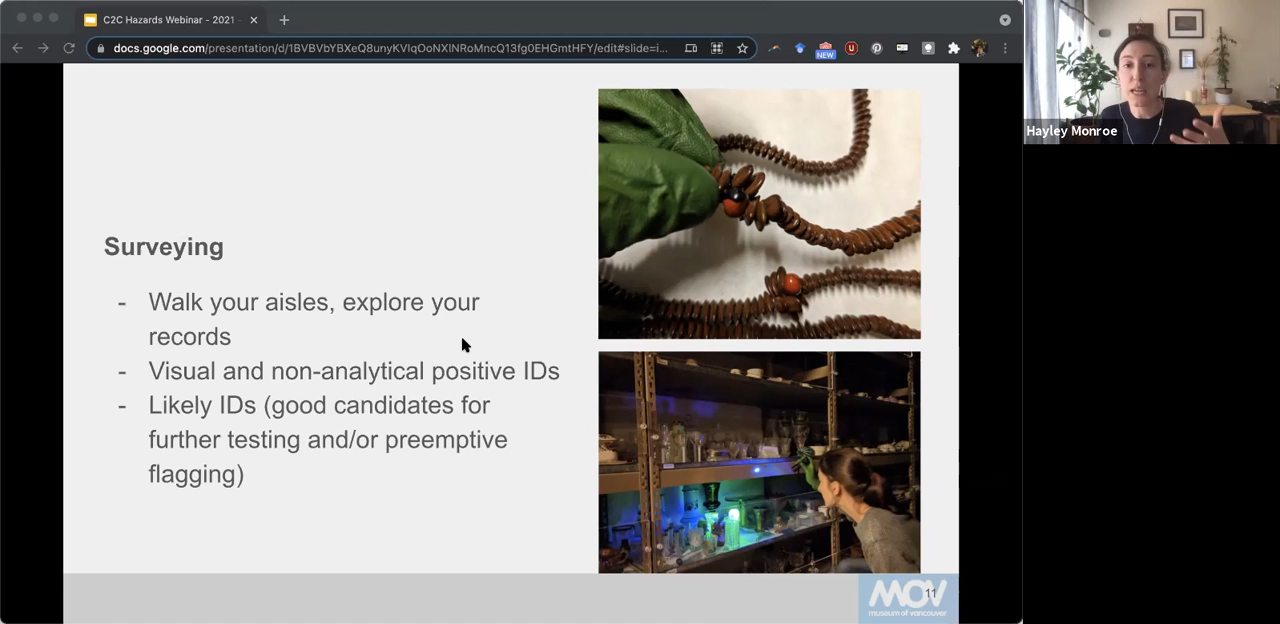 C2C Hazards Webinar - 2021 -
docs.google.com/presentation/d/1BVBVbYBXeQ8unyKVIqOoNXINRoMncQ13fg0EHGmtHFY/edit#slide=i...
NEW
Hayley Monroe
Surveying
- Walk your aisles, explore your
records
- Visual and non-analytical positive IDs
- Likely IDs (good candidates for
further testing and/or preemptive
flagging)
MOV
11
museum of vancouver